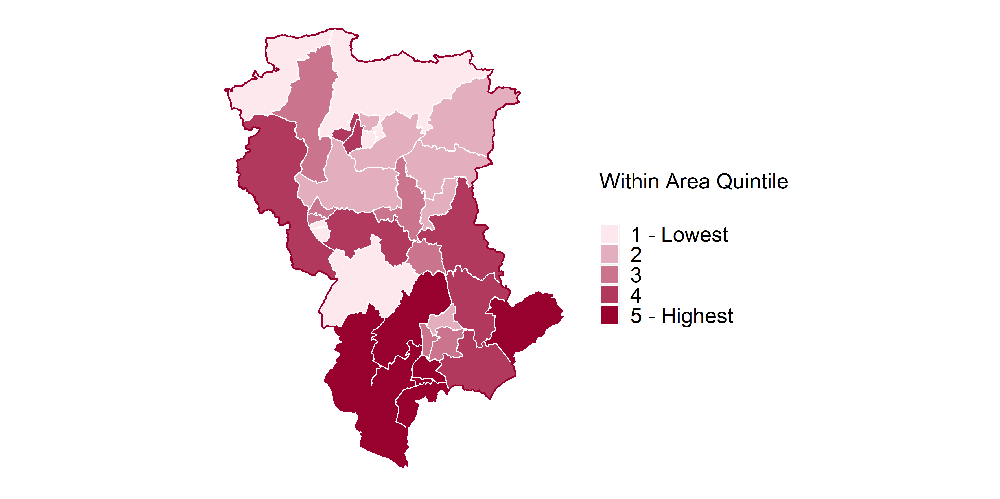 Within Area Quintile
1 - Lowest
2
3
4
5 - Highest